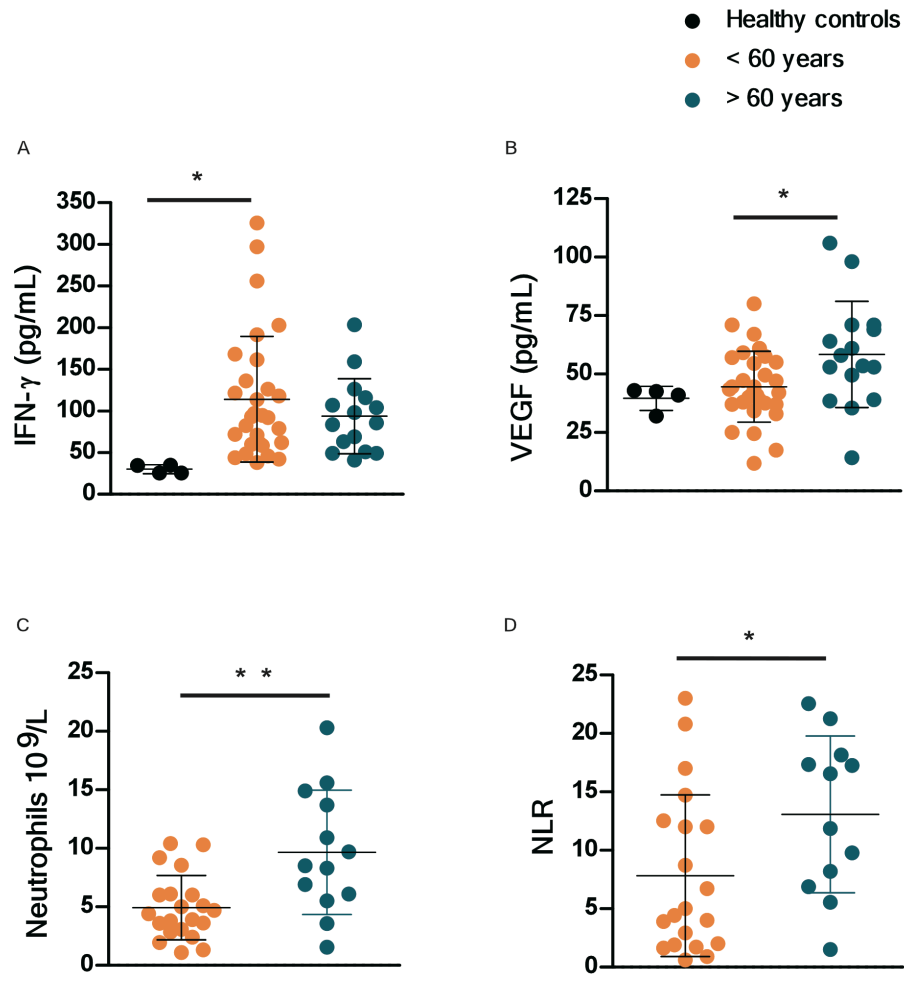 Healthy controls
< 60 years
> 60 years
A
*
350
300
250
200
150
100
50
0
IFN-γ (pg/mL)
B
*
125
100
75
50
25
0
VEGF (pg/mL)
C
* *
25
20
15
10
5
0
Neutrophils 10^9/L
D
*
25
20
15
10
5
0
NLR